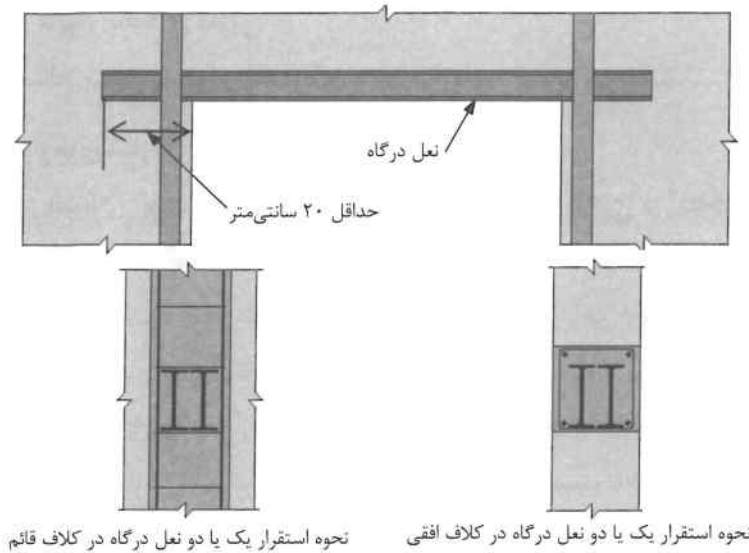 نعل درگاه
حداقل ۲۰ سانتی‌متر
نحوه استقرار یک یا دو نعل درگاه در کلاف افقی
نحوه استقرار یک یا دو نعل درگاه در کلاف قائم